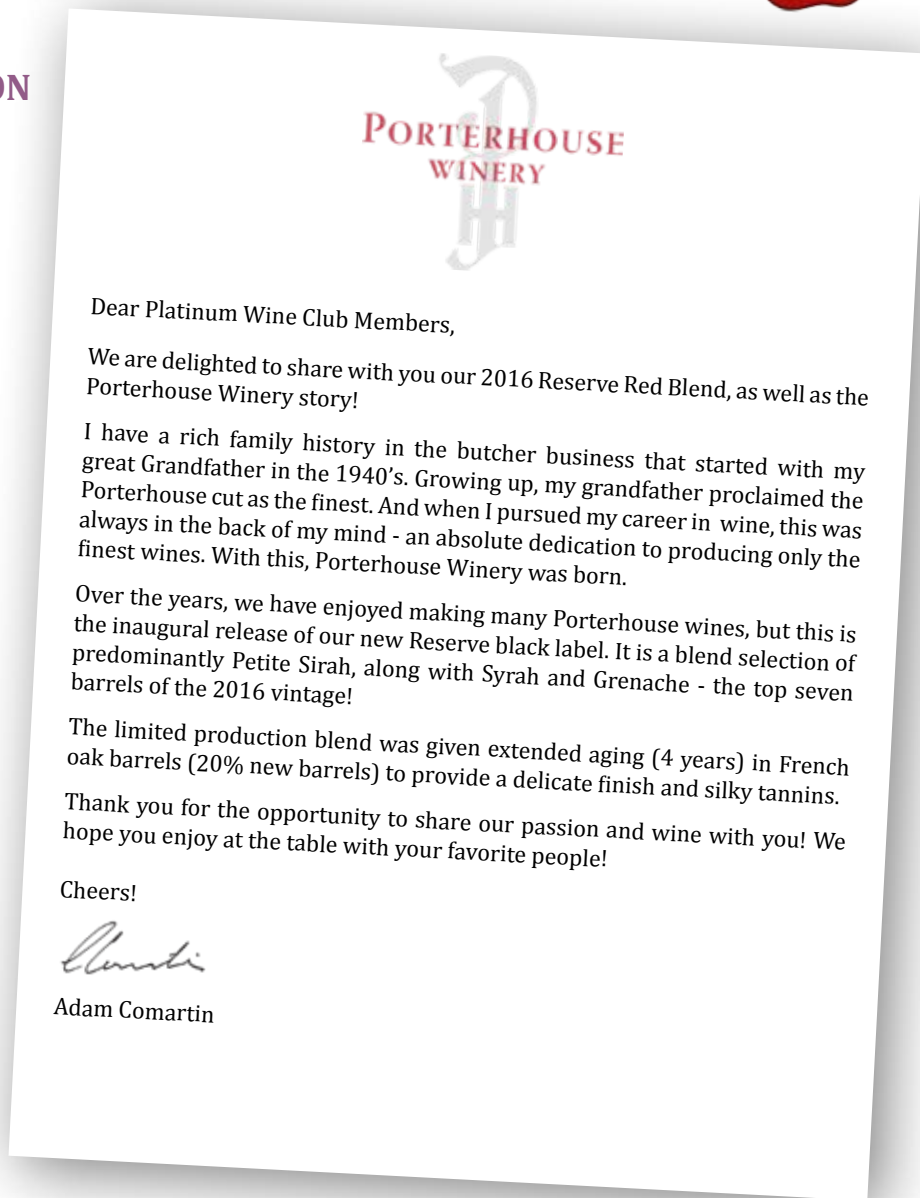 ON
PORTERHOUSE
WINERY
Dear Platinum Wine Club Members,
We are delighted to share with you our 2016 Reserve Red Blend, as well as the
Porterhouse Winery story!
I have a rich family history in the butcher business that started with my
great Grandfather in the 1940’s. Growing up, my grandfather proclaimed the
Porterhouse cut as the finest. And when I pursued my career in wine, this was
always in the back of my mind - an absolute dedication to producing only the
finest wines. With this, Porterhouse Winery was born.
Over the years, we have enjoyed making many Porterhouse wines, but this is
the inaugural release of our new Reserve black label. It is a blend selection of
predominantly Petite Sirah, along with Syrah and Grenache - the top seven
barrels of the 2016 vintage!
The limited production blend was given extended aging (4 years) in French
oak barrels (20% new barrels) to provide a delicate finish and silky tannins.
Thank you for the opportunity to share our passion and wine with you! We
hope you enjoy at the table with your favorite people!
Cheers!
Adam Comartin